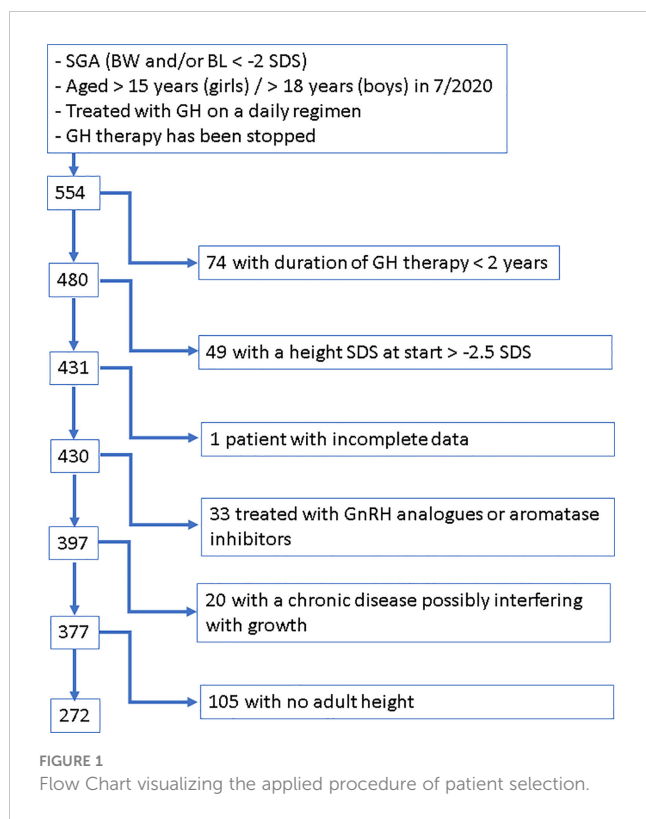 - SGA (BW and/or BL < -2 SDS)
- Aged > 15 years (girls) / > 18 years (boys) in 7/2020
- Treated with GH on a daily regimen
- GH therapy has been stopped
554
74 with duration of GH therapy < 2 years
480
49 with a height SDS at start > -2.5 SDS
431
1 patient with incomplete data
430
33 treated with GnRH analogues or aromatase
inhibitors
397
20 with a chronic disease possibly interfering
with growth
377
105 with no adult height
272
FIGURE 1
Flow Chart visualizing the applied procedure of patient selection.